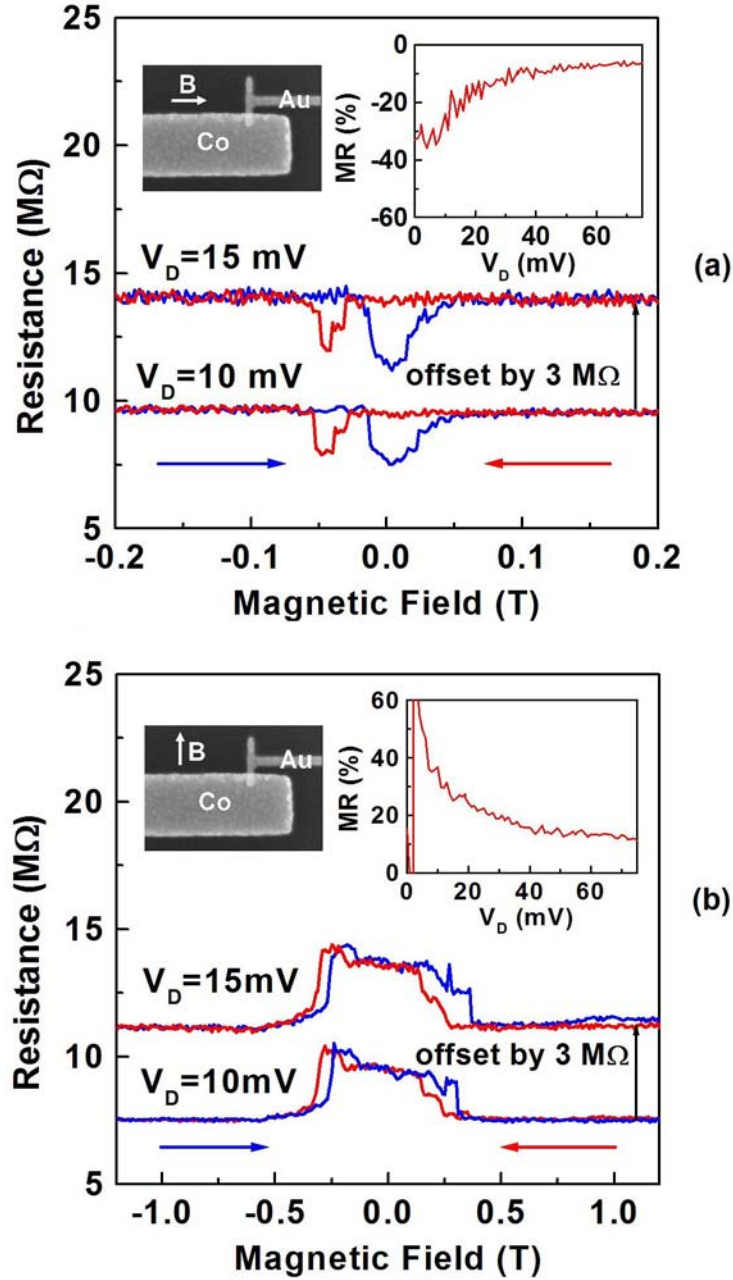 25
20
15
10
5
Resistance (MΩ)
B
Au
Co
0
-20
-40
-60
MR (%)
0 20 40 60
V_D (mV)
V_D=15 mV
V_D=10 mV
offset by 3 MΩ
-0.2 -0.1 0.0 0.1 0.2
Magnetic Field (T)
(a)
25
20
15
10
5
Resistance (MΩ)
B
Au
Co
60
40
20
0
MR (%)
0 20 40 60
V_D (mV)
V_D=15mV
V_D=10mV
offset by 3 MΩ
-1.0 -0.5 0.0 0.5 1.0
Magnetic Field (T)
(b)